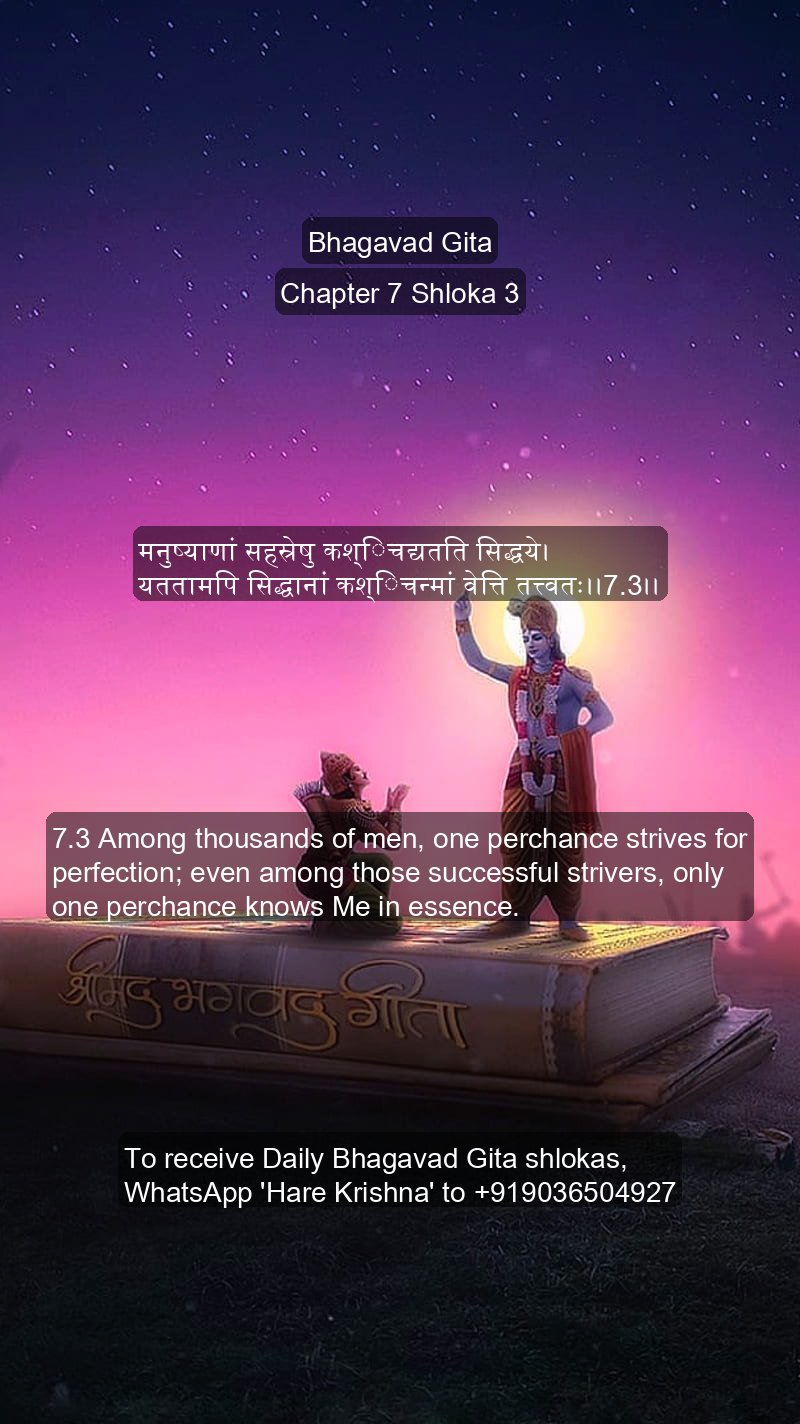 Bhagavad Gita
Chapter 7 Shloka 3
मनुष्याणां सहस्रेषु कश्िचद्यतति सिद्धये।
यततामपि सिद्धानां कश्िचन्मां वेत्ति तत्त्वतः।।7.3।।
7.3 Among thousands of men, one perchance strives for
perfection; even among those successful strivers, only
one perchance knows Me in essence.
श्रीमद् भगवद् गीता
To receive Daily Bhagavad Gita shlokas,
WhatsApp 'Hare Krishna' to +919036504927